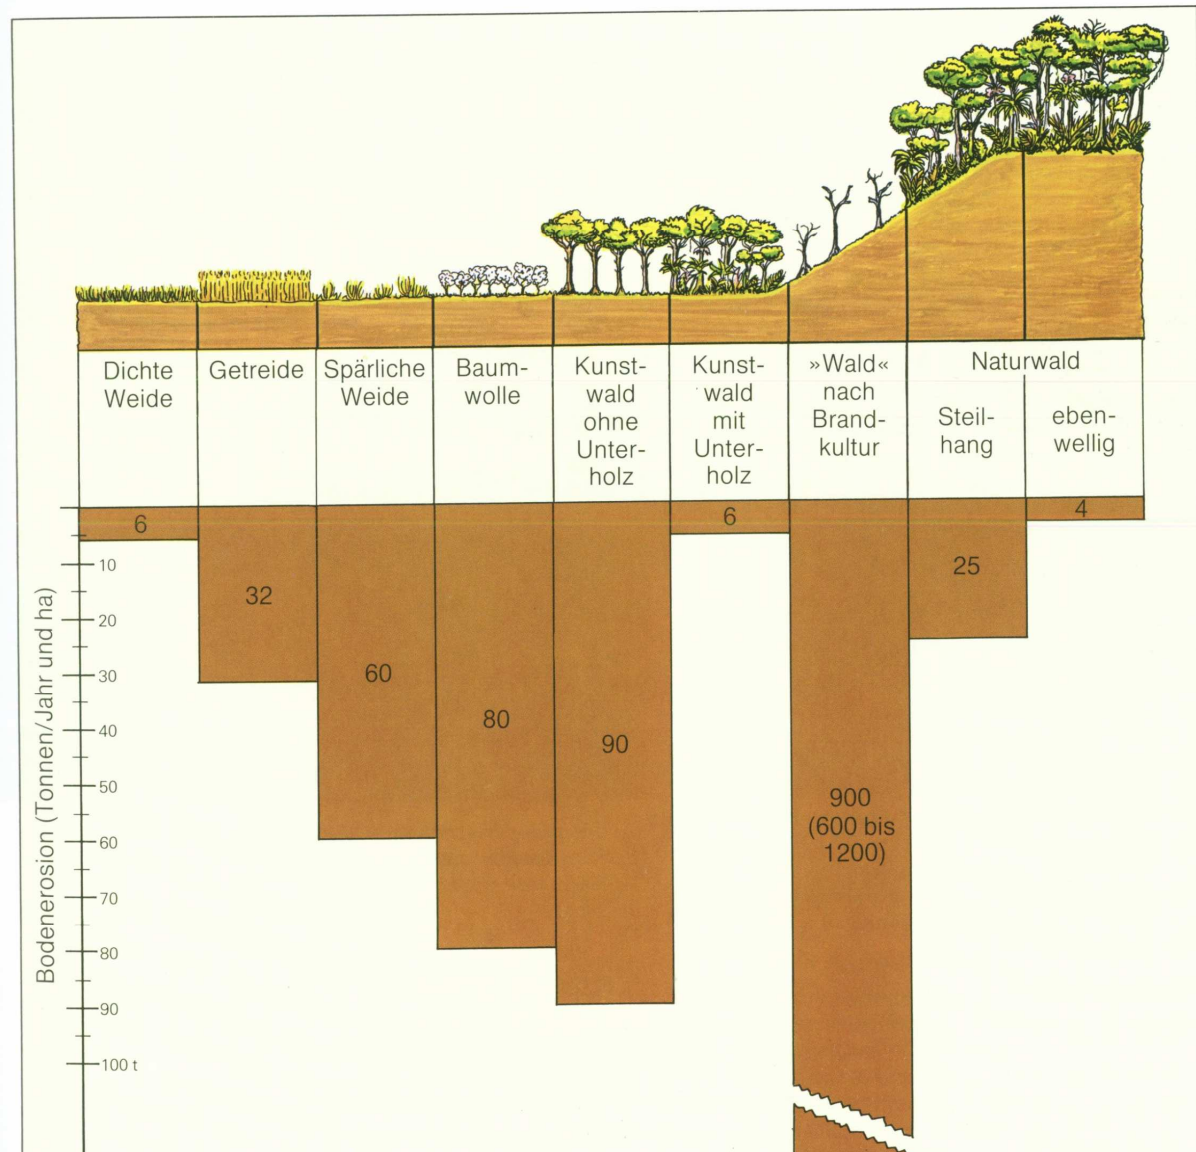 Dichte
Weide
Getreide
Spärliche
Weide
Baum-
wolle
Kunst-
wald
ohne
Unter-
holz
Kunst-
wald
mit
Unter-
holz
»Wald«
nach
Brand-
kultur
Naturwald
Steil-
hang
eben-
wellig
Bodenerosion (Tonnen/Jahr und ha)
10
20
30
40
50
60
70
80
90
100 t
6
32
60
80
90
6
900
(600 bis
1200)
25
4